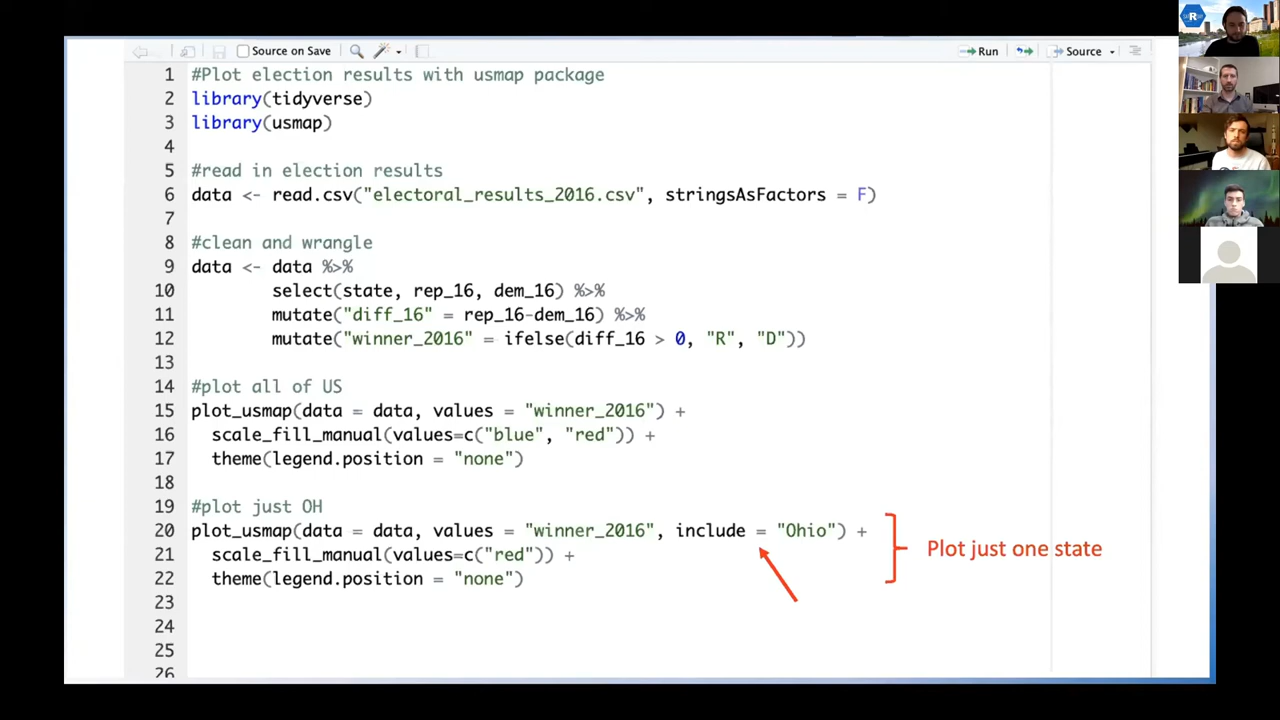 Source on Save
Run
Source
1 #Plot election results with usmap package
2 library(tidyverse)
3 library(usmap)
4
5 #read in election results
6 data <- read.csv("electoral_results_2016.csv", stringsAsFactors = F)
7
8 #clean and wrangle
9 data <- data %>%
10 select(state, rep_16, dem_16) %>%
11 mutate("diff_16" = rep_16-dem_16) %>%
12 mutate("winner_2016" = ifelse(diff_16 > 0, "R", "D"))
13
14 #plot all of US
15 plot_usmap(data = data, values = "winner_2016") +
16 scale_fill_manual(values=c("blue", "red")) +
17 theme(legend.position = "none")
18
19 #plot just OH
20 plot_usmap(data = data, values = "winner_2016", include = "Ohio") +
21 scale_fill_manual(values=c("red")) +
22 theme(legend.position = "none")
23
24
25
26
Plot just one state
R